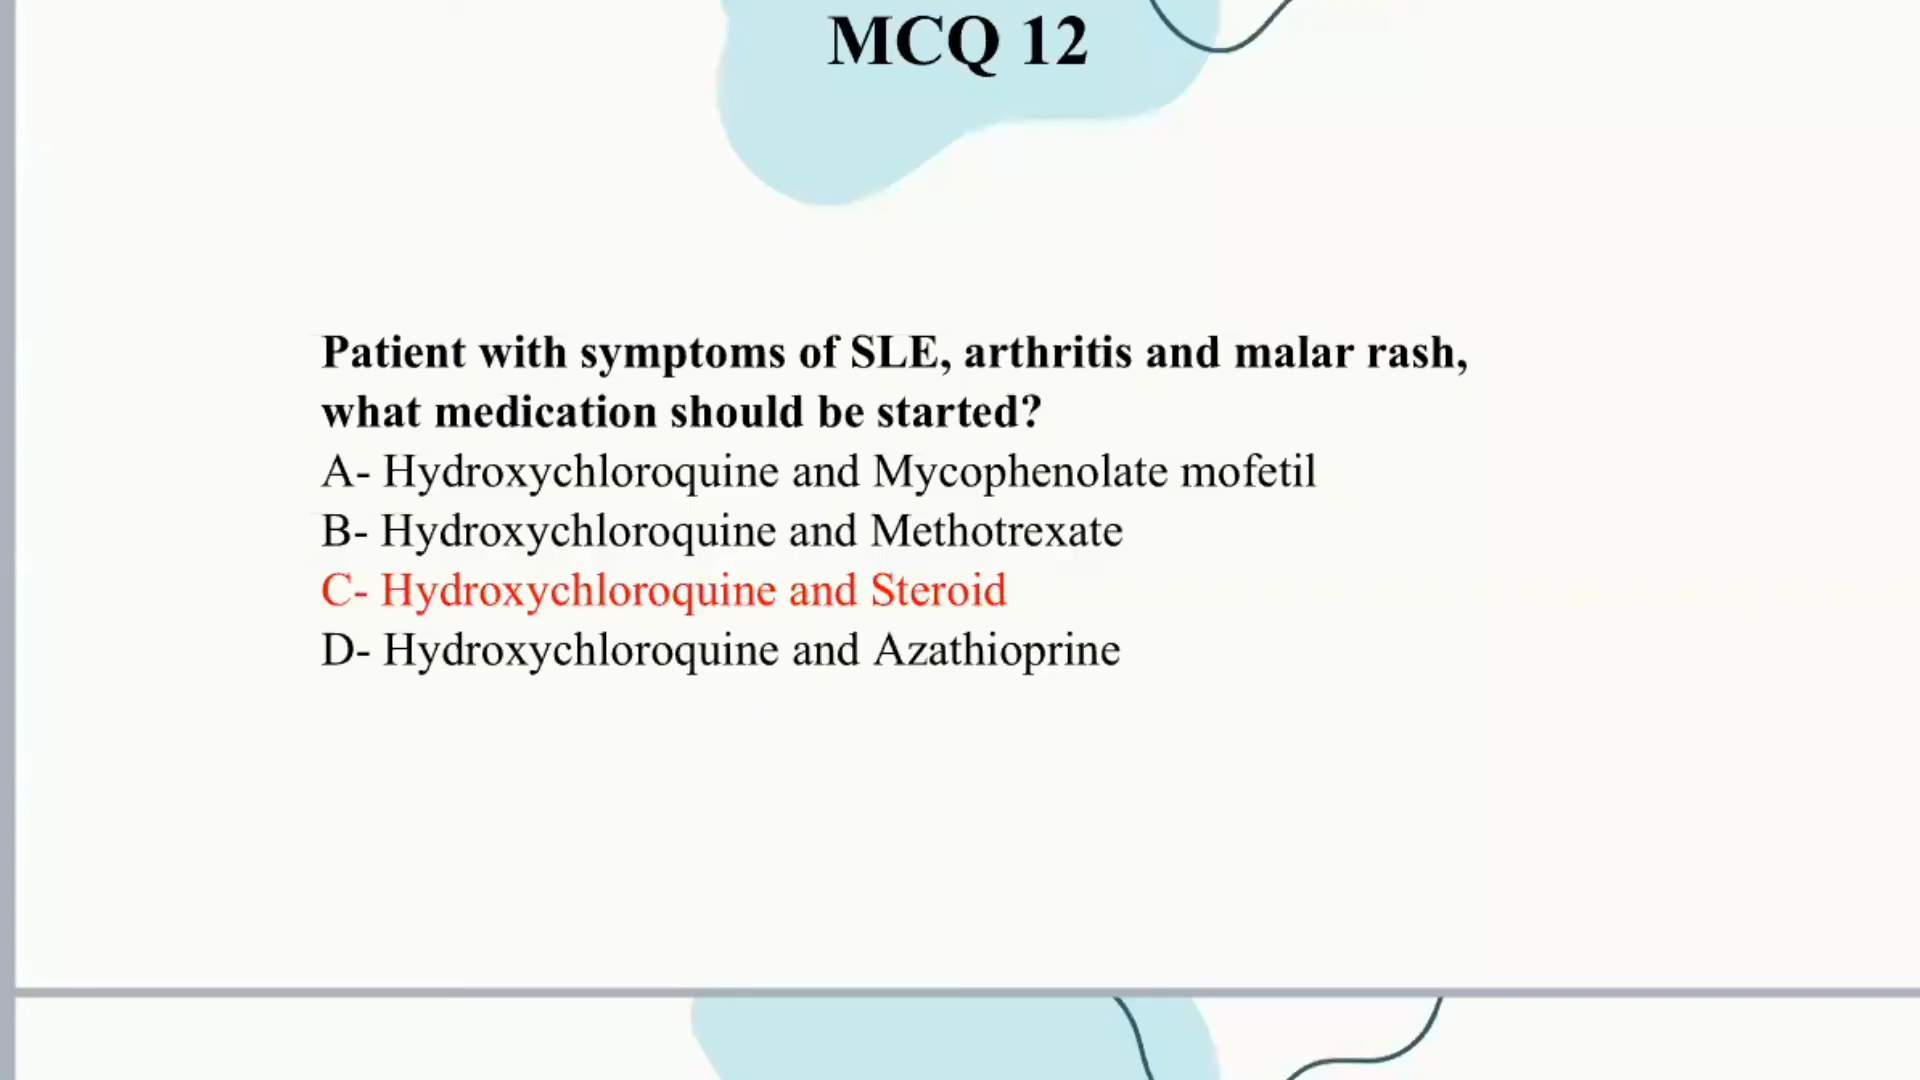 MCQ 12
Patient with symptoms of SLE, arthritis and malar rash,
what medication should be started?
A- Hydroxychloroquine and Mycophenolate mofetil
B- Hydroxychloroquine and Methotrexate
C- Hydroxychloroquine and Steroid
D- Hydroxychloroquine and Azathioprine